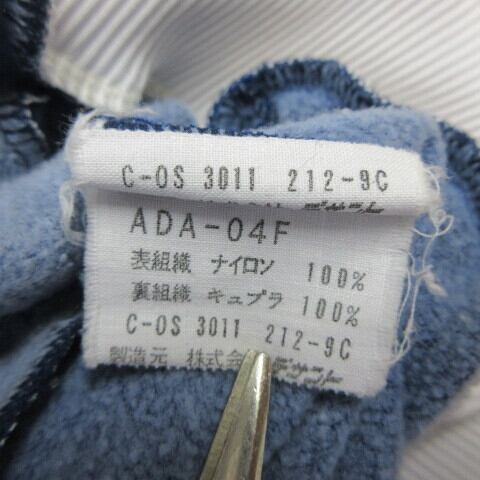 C-OS 3011 212-9C
ADA-04F
表組織 ナイロン 100%
裏組織 キュプラ 100%
C-OS 3011 212-9C
製造元 株式会